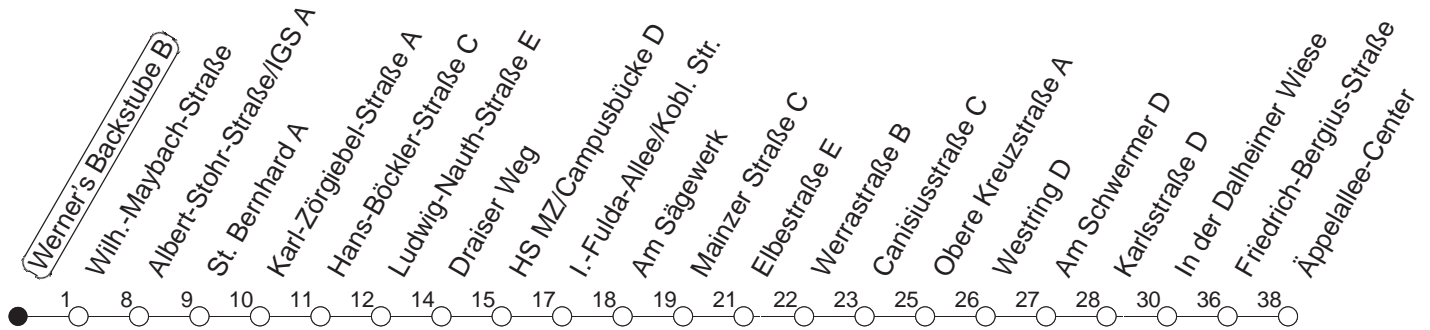 Werner's Backstube B
Wilh.-Maybach-Straße
Albert-Stohr-Straße/IGS A
St. Bernhard A
Karl-Zörgiebel-Straße A
Hans-Böckler-Straße C
Ludwig-Nauth-Straße E
Draiser Weg
HS MZ/Campusbücke D
I.-Fulda-Allee/Kobl. Str.
Am Sägewerk
Mainzer Straße C
Elbestraße E
Werrastraße B
Canisiusstraße C
Obere Kreuzstraße A
Westring D
Am Schwermer D
Karlsstraße D
In der Dalheimer Wiese
Friedrich-Bergius-Straße
Äppelallee-Center
1 8 9 10 11 12 14 15 17 18 19 21 22 23 25 26 27 28 30 36 38